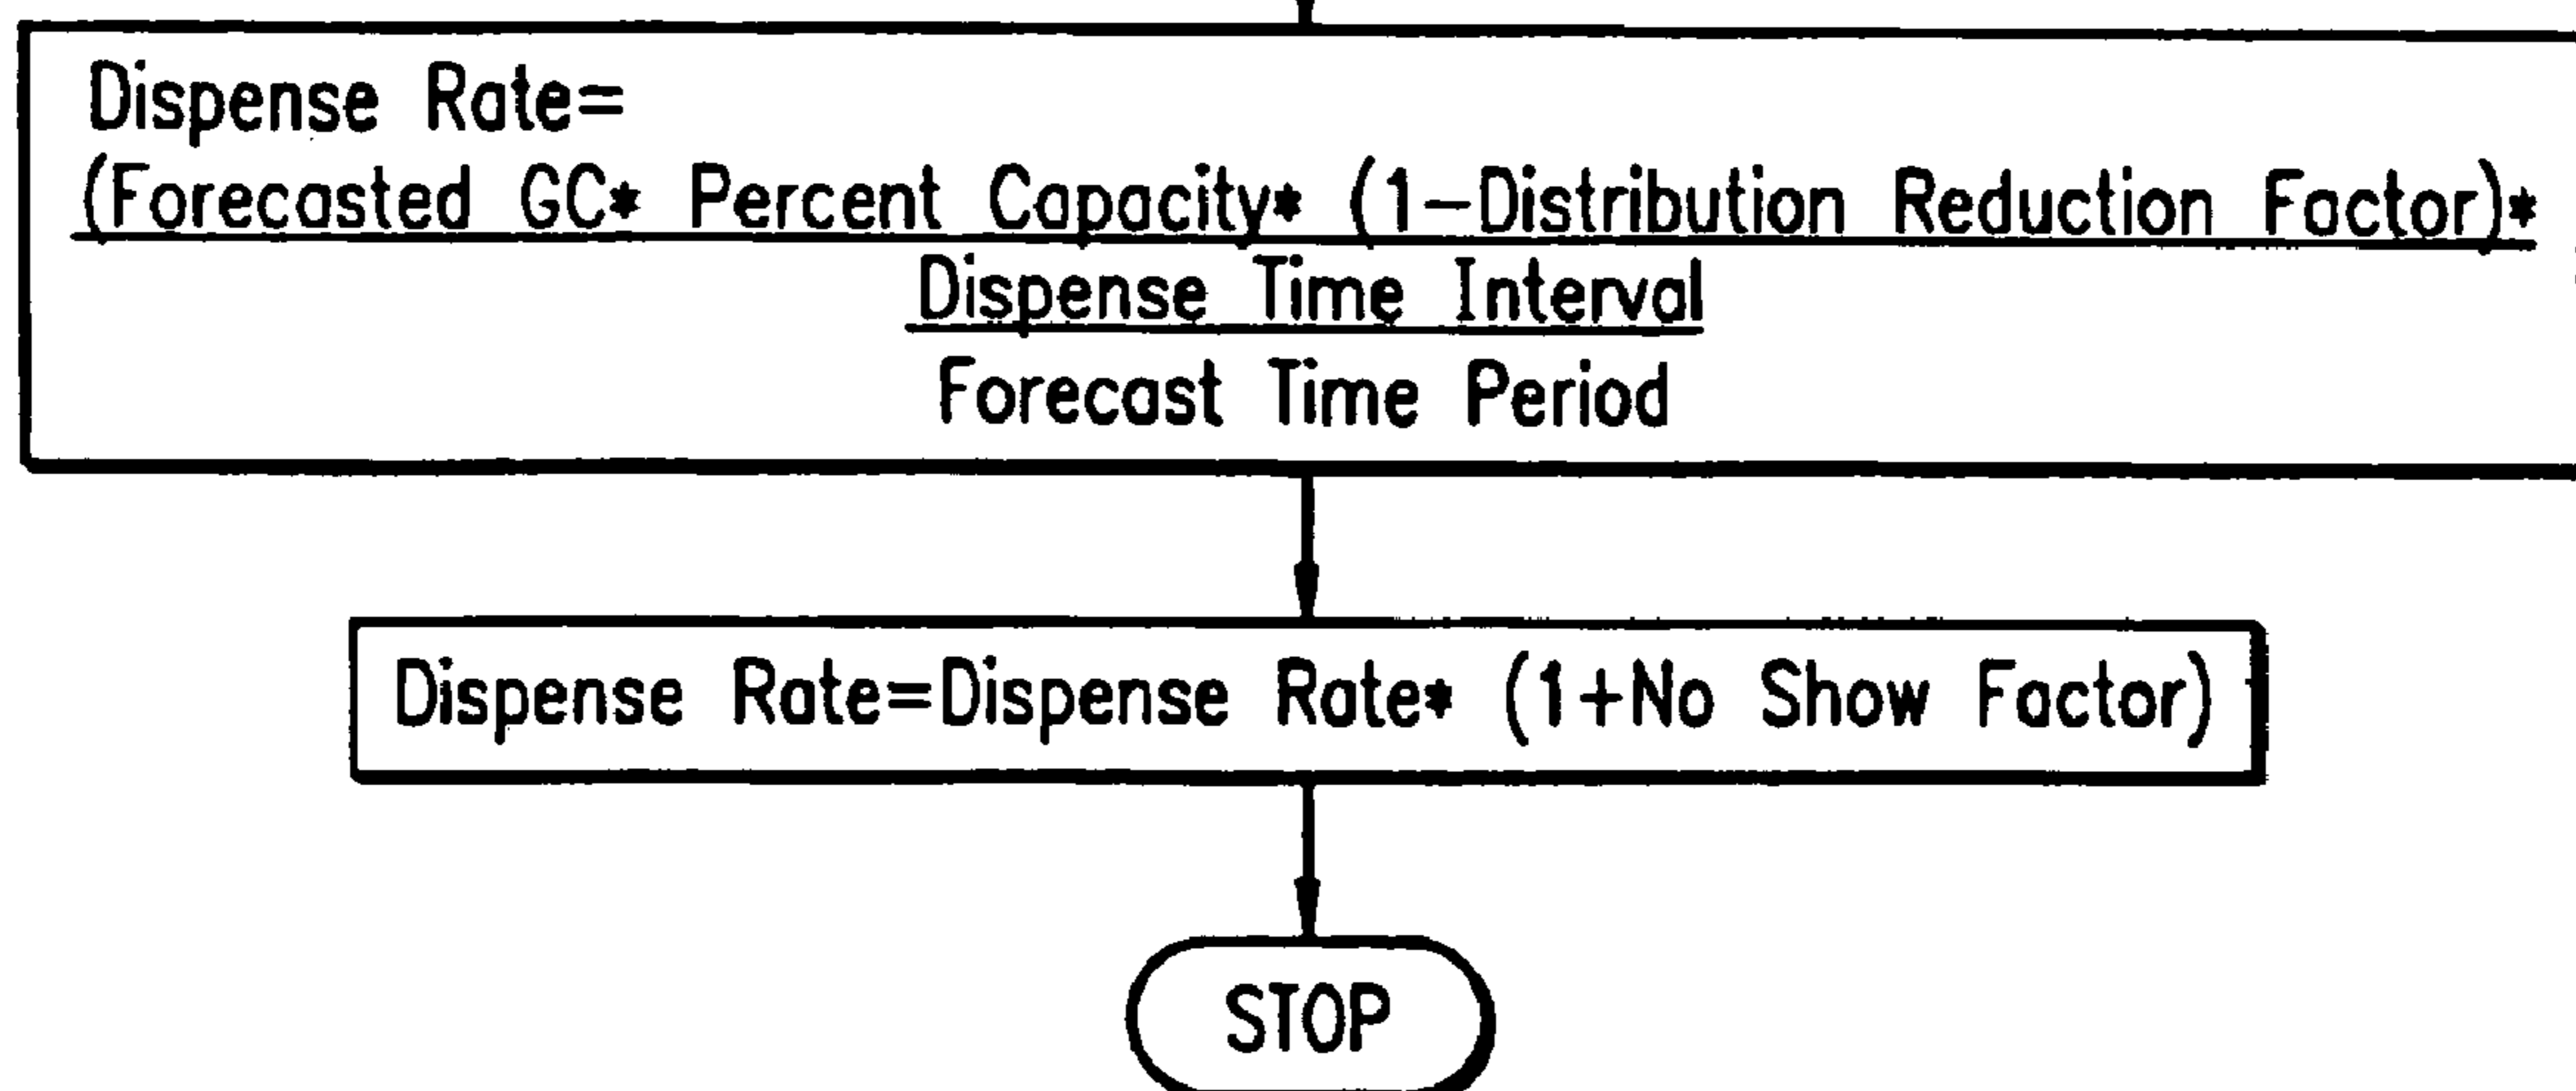 Dispense Rate=
(Forecasted GC* Percent Capacity* (1-Distribution Reduction Factor)*
Dispense Time Interval
Forecast Time Period
Dispense Rate=Dispense Rate* (1+No Show Factor)
STOP